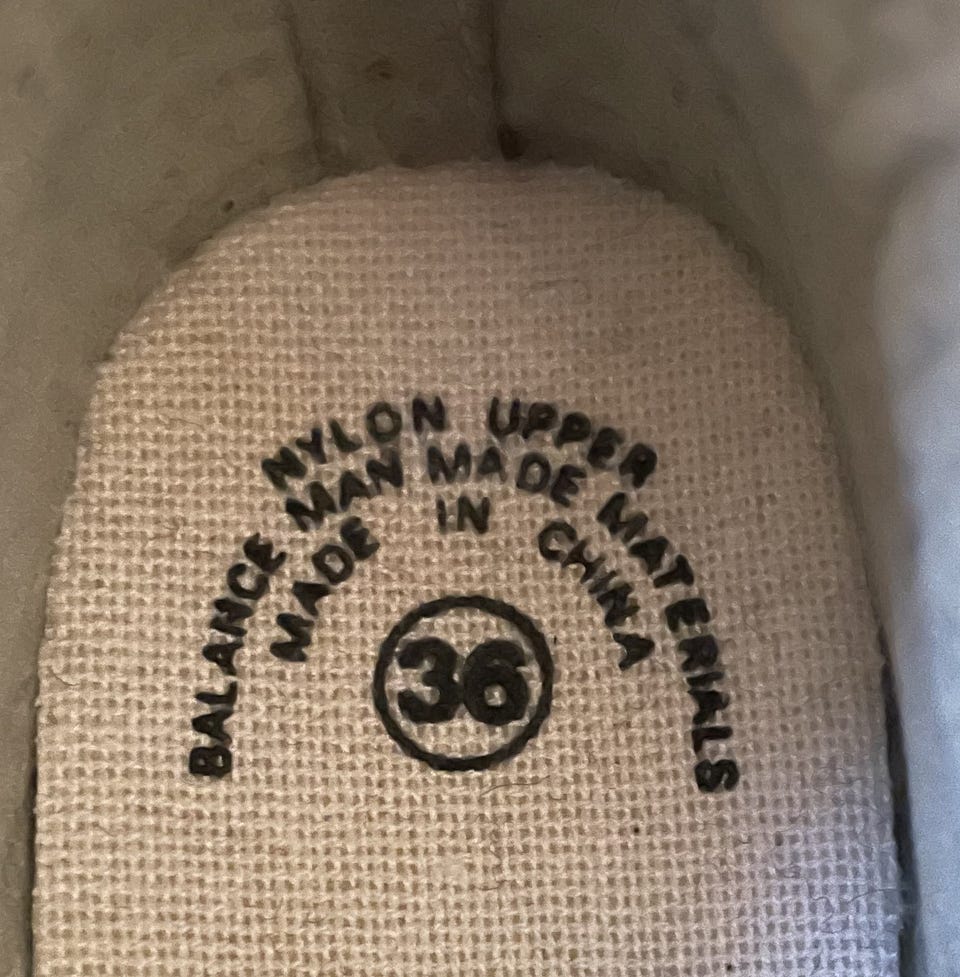 NYLON UPPER
BALANCE MAN MADE MATERIALS
MADE IN CHINA
36